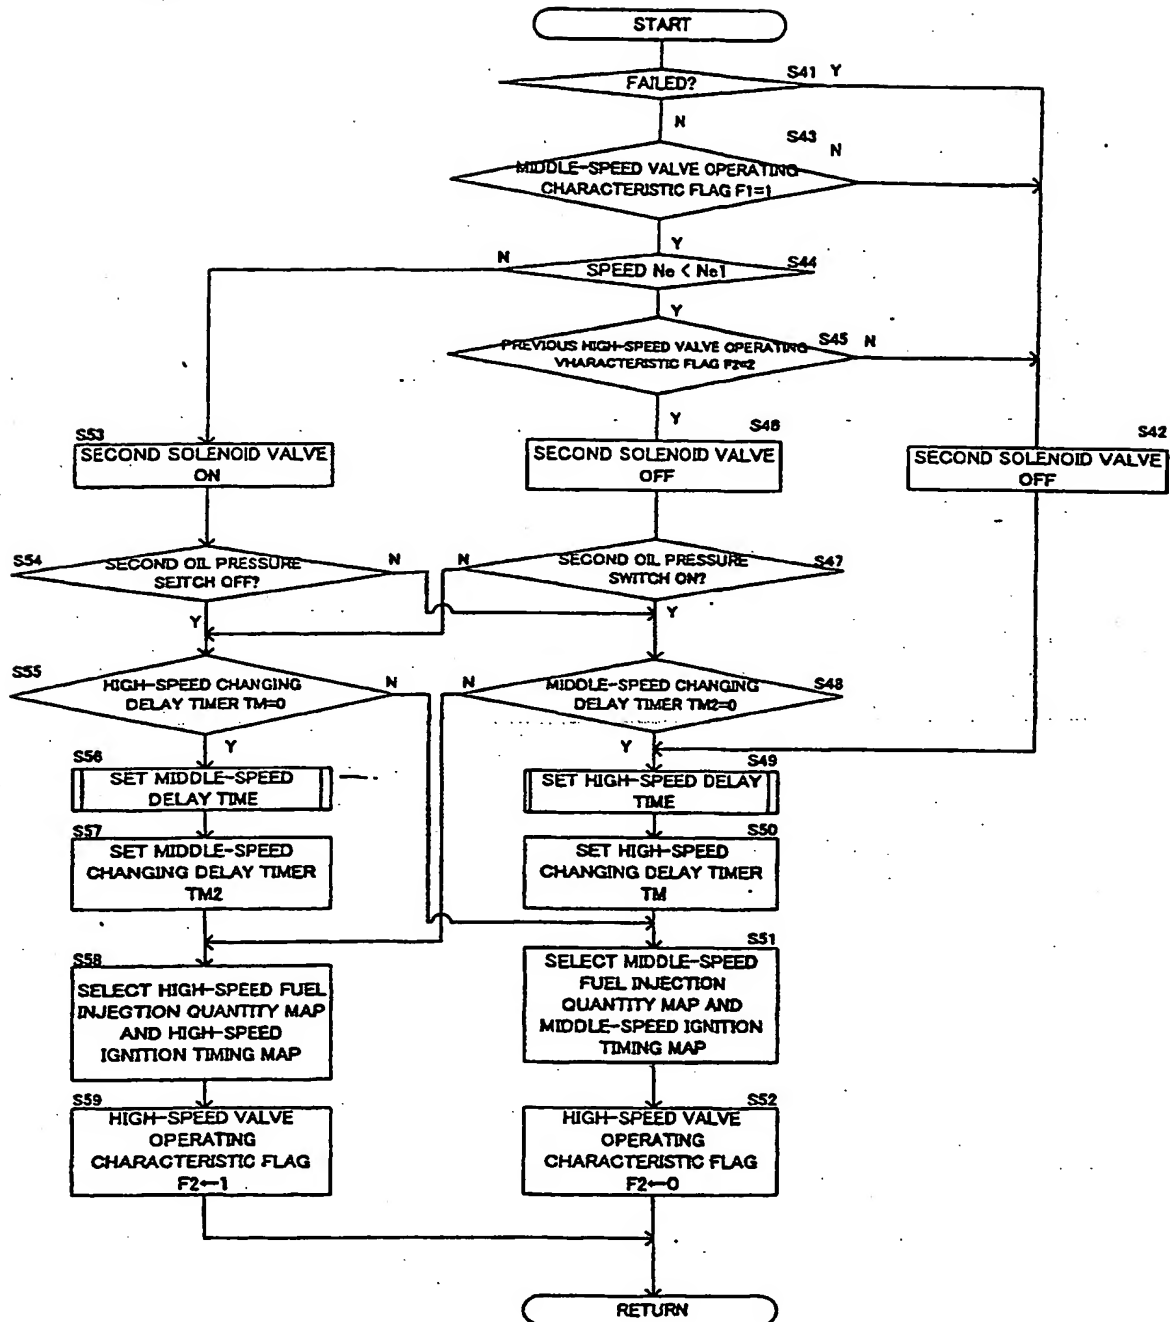 START
S41 Y
FAILED?
N
S43
N
MIDDLE-SPEED VALVE OPERATING
CHARACTERISTIC FLAG F1=1
Y
N
S44
SPEED Ne < Ne1
Y
S45 N
PREVIOUS HIGH-SPEED VALVE OPERATING
VHARACTERISTIC FLAG F2=2
Y
S53
SECOND SOLENOID VALVE
ON
S46
SECOND SOLENOID VALVE
OFF
S42
SECOND SOLENOID VALVE
OFF
S54
SECOND OIL PRESSURE
SEITCH OFF?
N
Y
N
SECOND OIL PRESSURE
SWITCH ON?
S47
Y
S55
HIGH-SPEED CHANGING
DELAY TIMER TM=0
N
Y
N
MIDDLE-SPEED CHANGING
DELAY TIMER TM2=0
S48
Y
S56
SET MIDDLE-SPEED
DELAY TIME
S49
SET HIGH-SPEED DELAY
TIME
S57
SET MIDDLE-SPEED
CHANGING DELAY TIMER
TM2
S50
SET HIGH-SPEED
CHANGING DELAY TIMER
TM
S58
SELECT HIGH-SPEED FUEL
INJECTION QUANTITY MAP
AND HIGH-SPEED
IGNITION TIMING MAP
S51
SELECT MIDDLE-SPEED
FUEL INJECTION
QUANTITY MAP AND
MIDDLE-SPEED IGNITION
TIMING MAP
S59
HIGH-SPEED VALVE
OPERATING
CHARACTERISTIC FLAG
F2←1
S52
HIGH-SPEED VALVE
OPERATING
CHARACTERISTIC FLAG
F2←0
RETURN